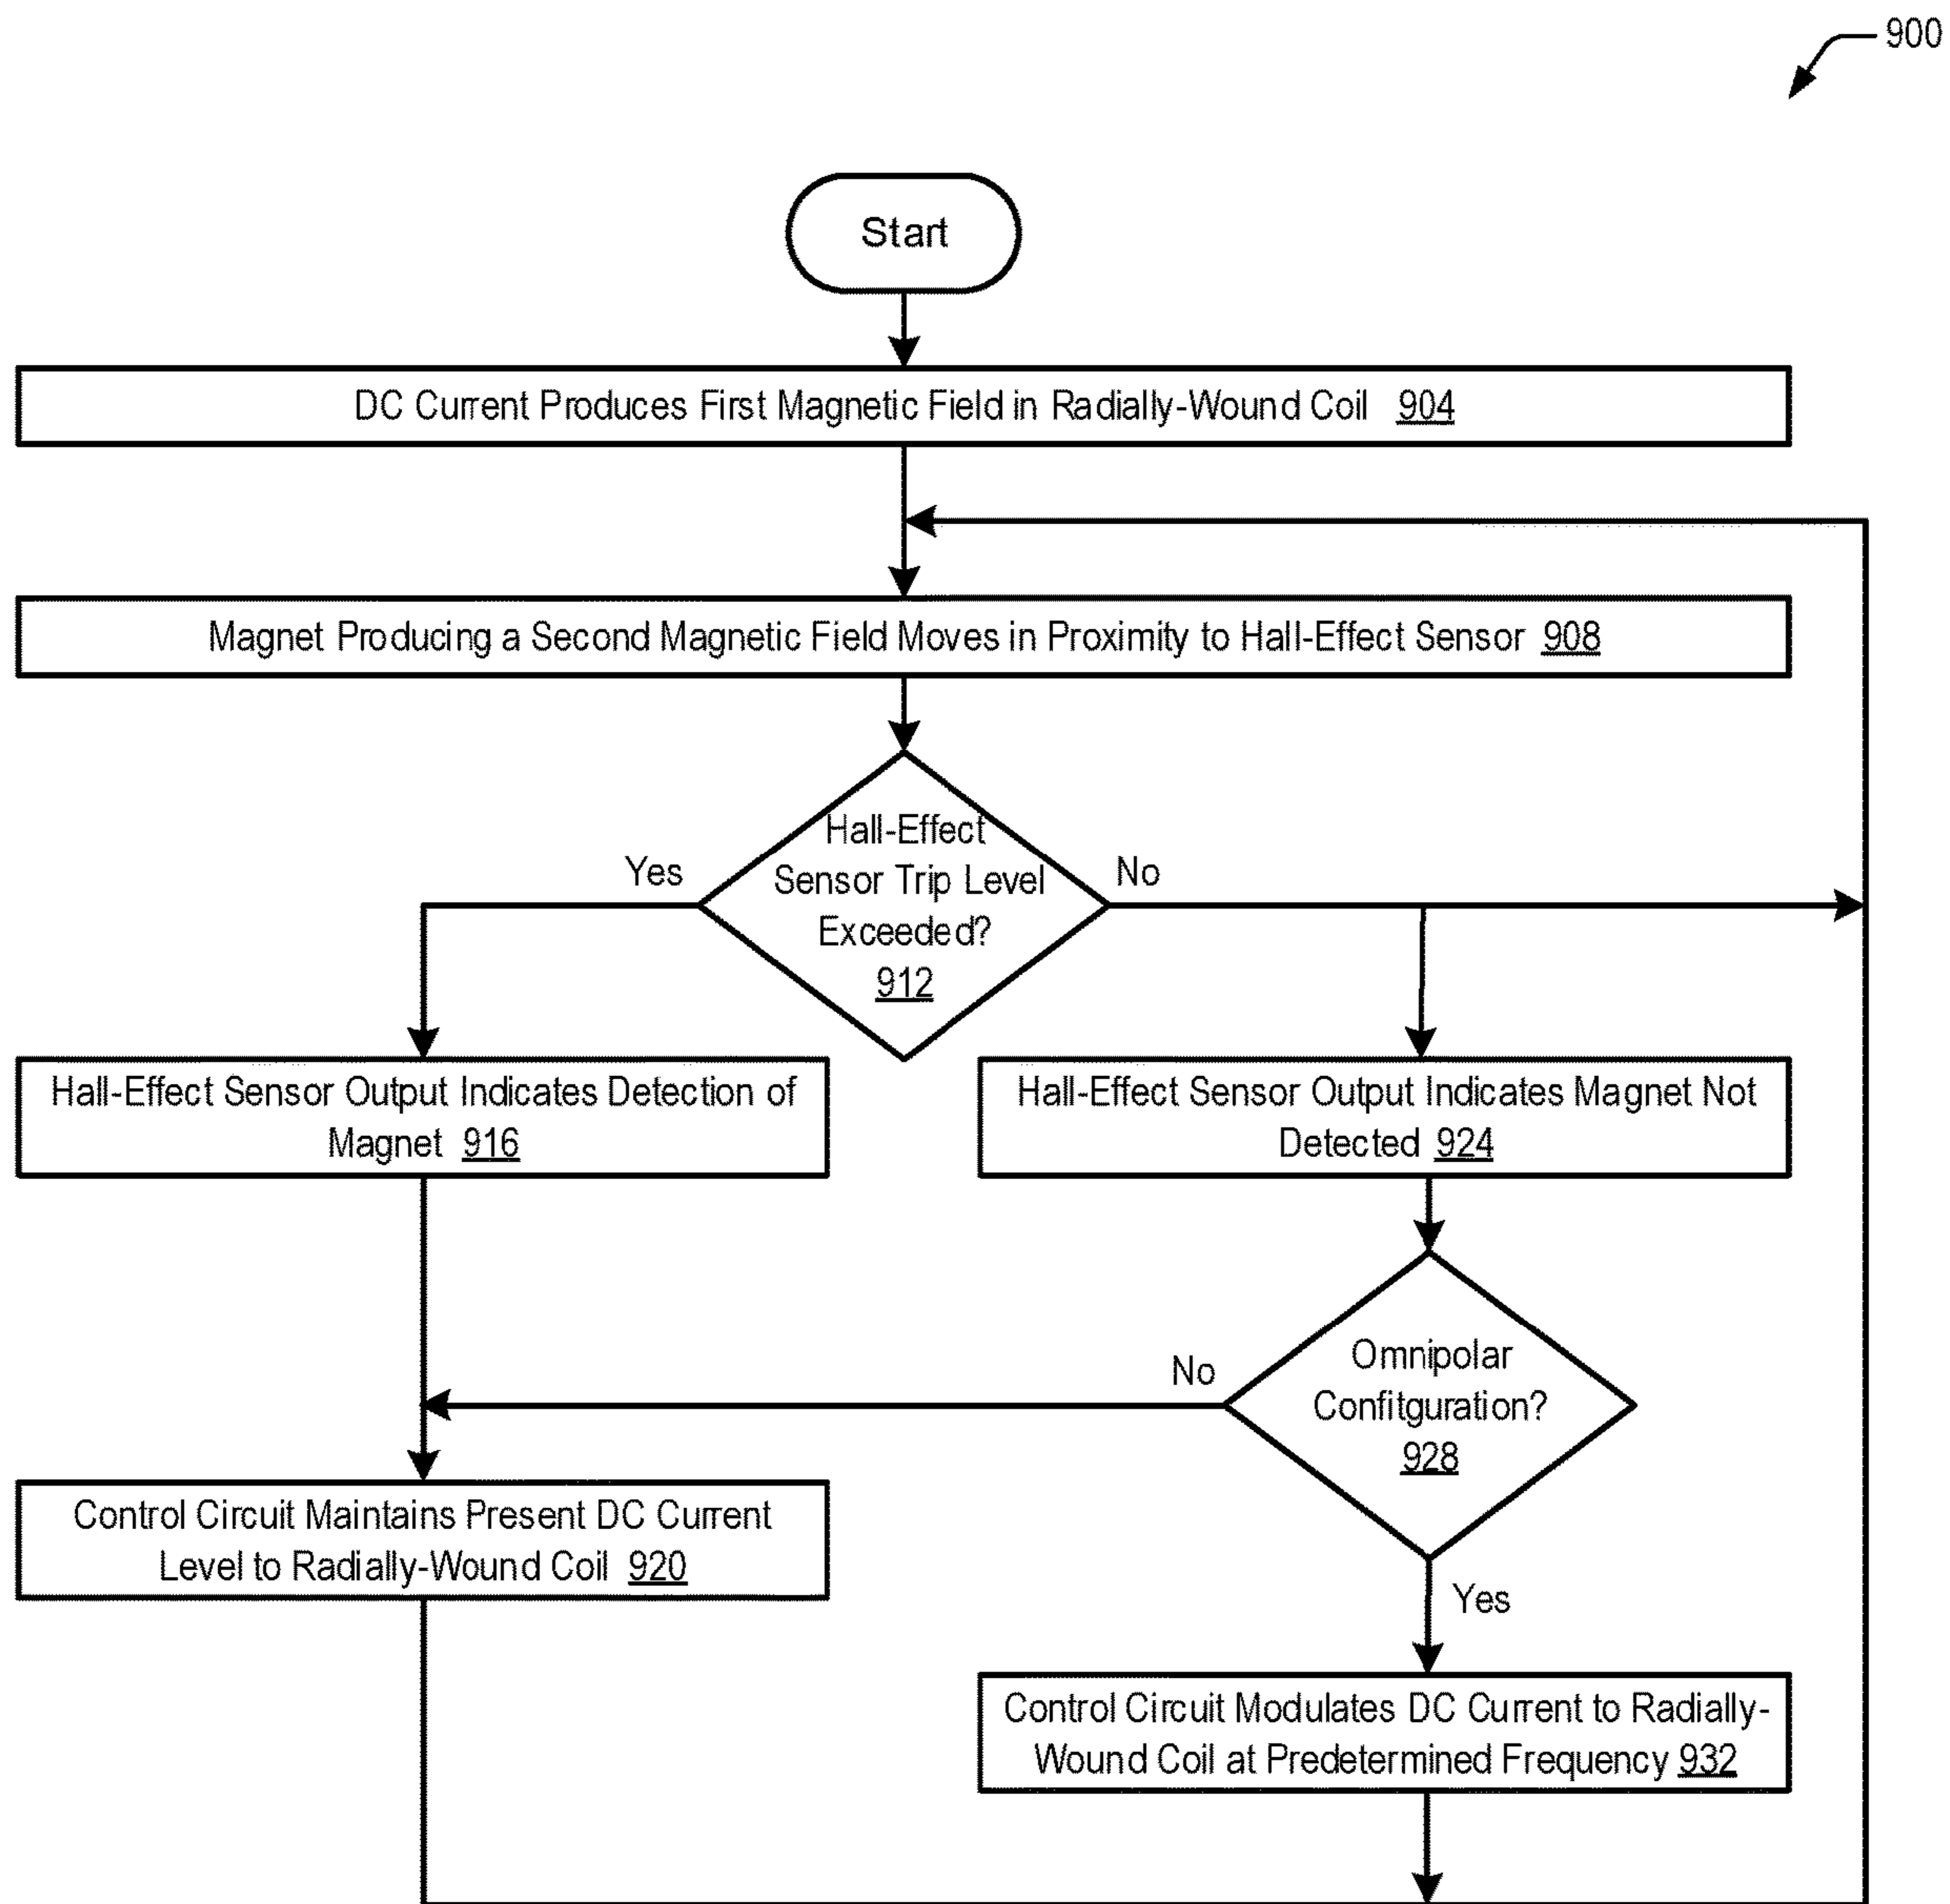 900
Start
DC Current Produces First Magnetic Field in Radially-Wound Coil 904
Magnet Producing a Second Magnetic Field Moves in Proximity to Hall-Effect Sensor 908
Hall-Effect
Sensor Trip Level
Exceeded?
912
Yes
No
Hall-Effect Sensor Output Indicates Detection of
Magnet 916
Hall-Effect Sensor Output Indicates Magnet Not
Detected 924
Omnipolar
Confitguration?
928
No
Yes
Control Circuit Maintains Present DC Current
Level to Radially-Wound Coil 920
Control Circuit Modulates DC Current to Radially-
Wound Coil at Predetermined Frequency 932